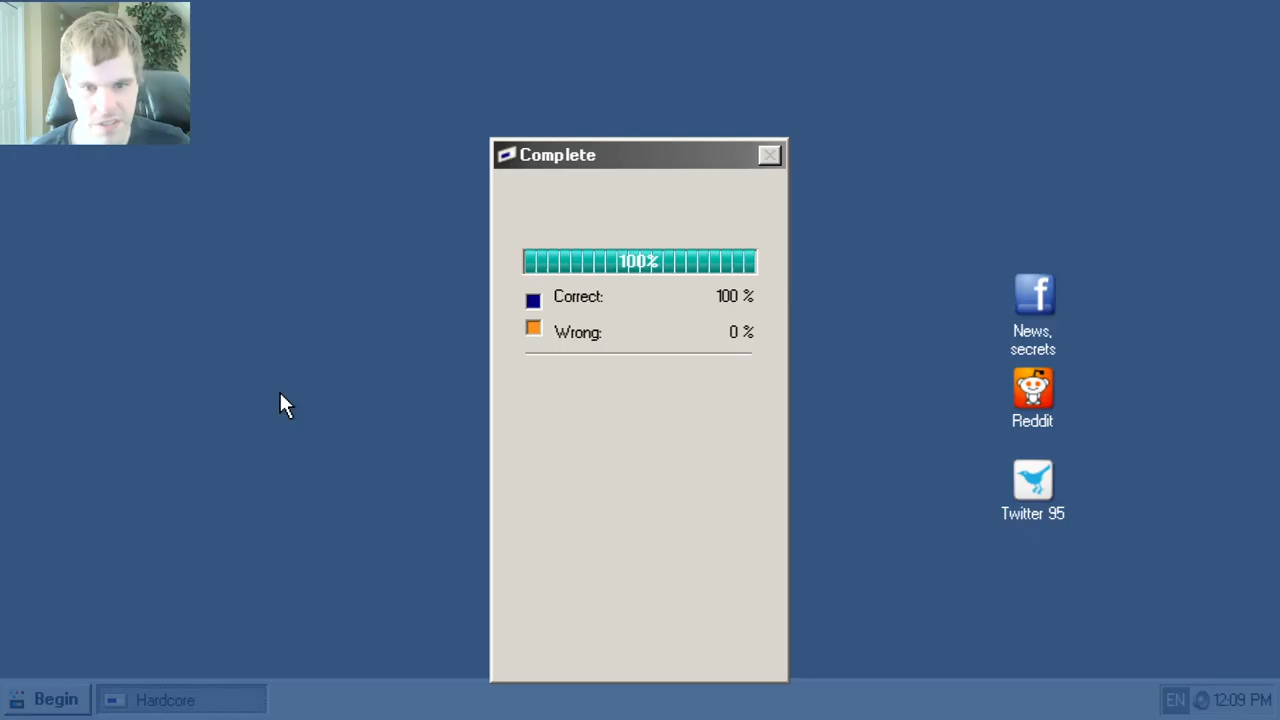 Complete
100%
Correct: 100 %
Wrong: 0 %
News,
secrets
Reddit
Twitter 95
Begin
Hardcore
EN 12:09 PM